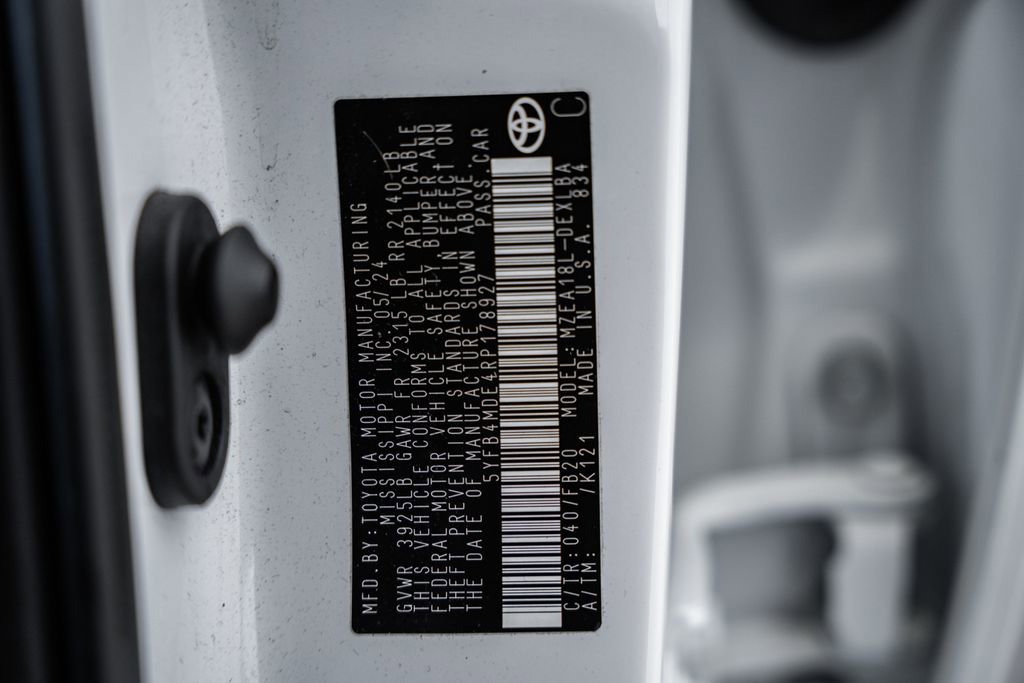 MFD. BY: TOYOTA MOTOR MANUFACTURING
MISSISSIPPI INC. 05/24
GVWR 3925LB GAWR FR 2315 LB RR 2140 LB
THIS VEHICLE CONFORMS TO ALL APPLICABLE
FEDERAL MOTOR VEHICLE SAFETY BUMPER AND
THEFT PREVENTION STANDARDS IN EFFECT ON
THE DATE OF MANUFACTURE SHOWN ABOVE.
5YFB4MDE4RP178927 PASS. CAR
C/TR: 040/FB20 MODEL: MZEA18L-DEXLBA
A/TM: /K121 MADE IN U.S.A. 834
C